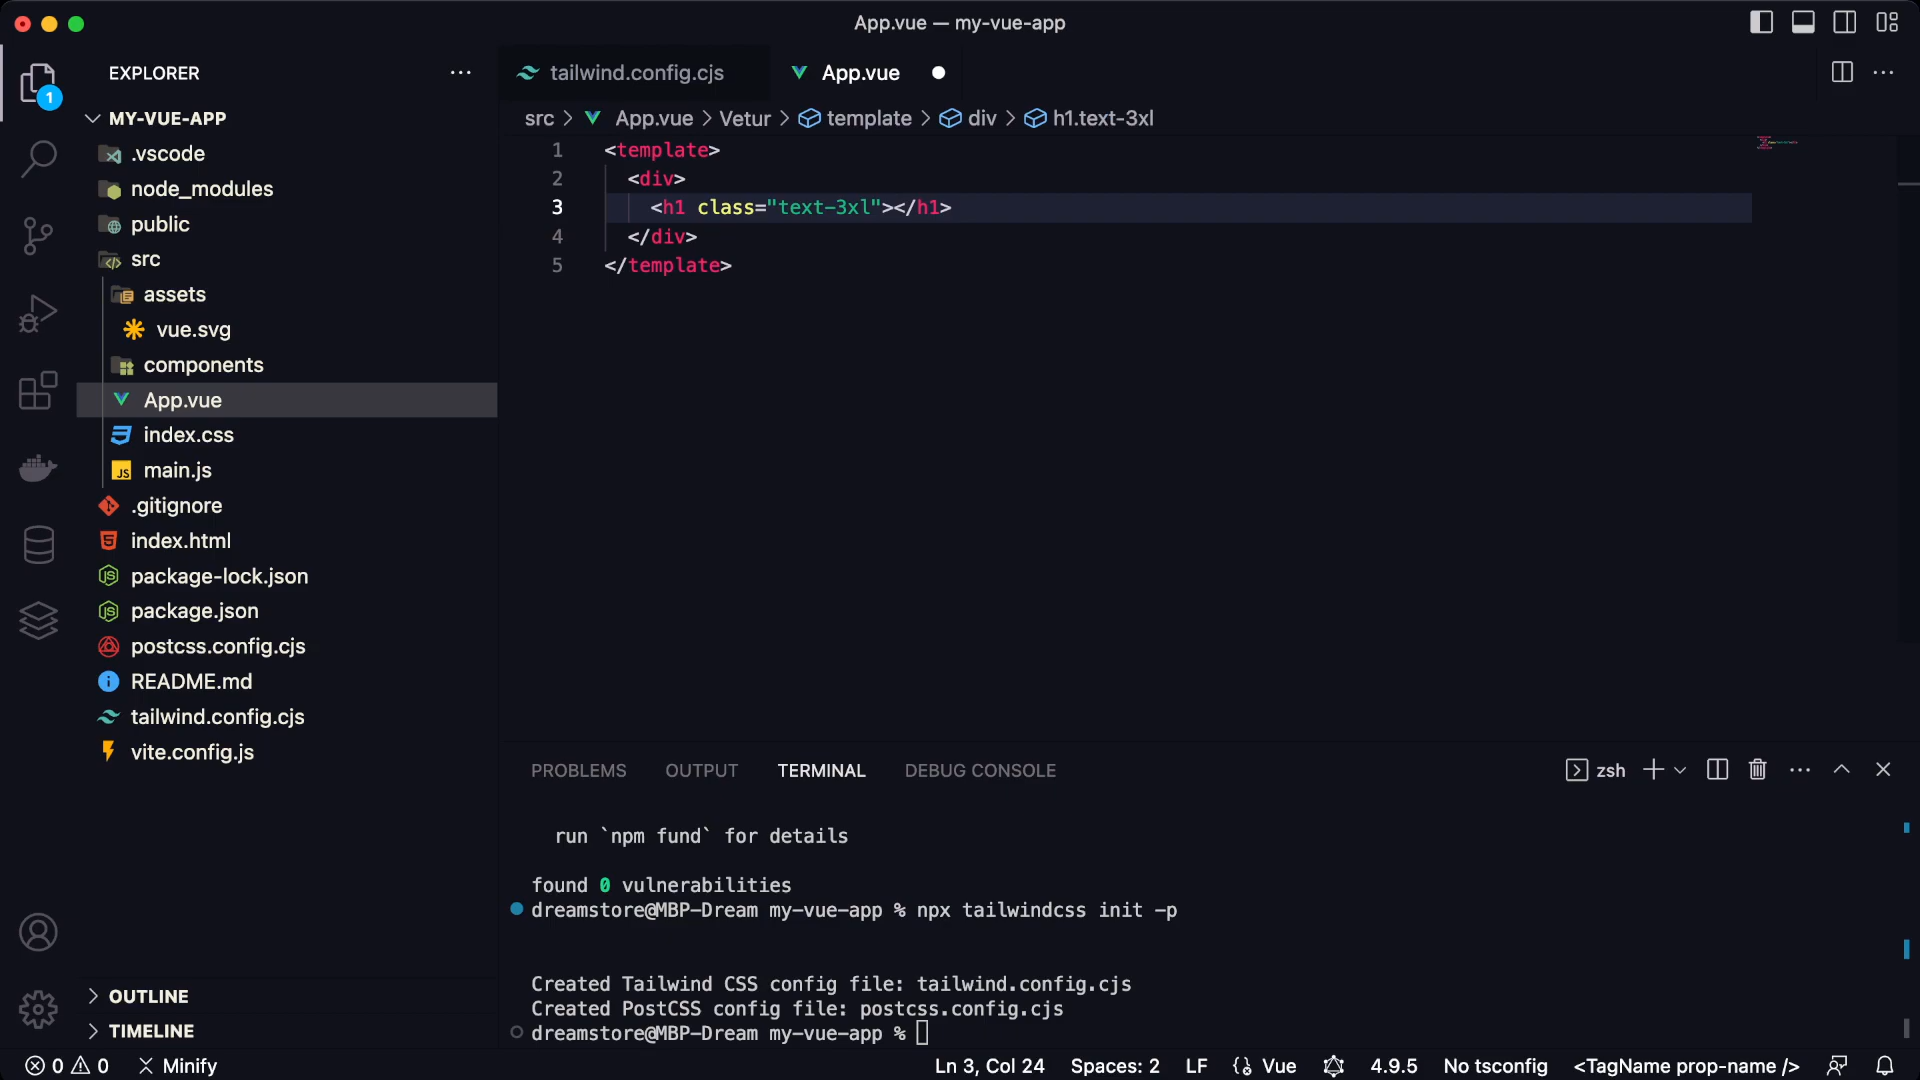 App.vue — my-vue-app
EXPLORER
tailwind.config.cjs
App.vue
1
src
App.vue
Vetur
template
div
h1.text-3xl
MY-VUE-APP
.vscode
node_modules
public
src
assets
vue.svg
components
App.vue
index.css
main.js
.gitignore
index.html
package-lock.json
package.json
postcss.config.cjs
README.md
tailwind.config.cjs
vite.config.js
OUTLINE
TIMELINE
1 <template>
2 <div>
3 <h1 class="text-3xl"></h1>
4 </div>
5 </template>
PROBLEMS OUTPUT TERMINAL DEBUG CONSOLE
zsh
run `npm fund` for details
found 0 vulnerabilities
dreamstore@MBP-Dream my-vue-app % npx tailwindcss init -p
Created Tailwind CSS config file: tailwind.config.cjs
Created PostCSS config file: postcss.config.cjs
dreamstore@MBP-Dream my-vue-app %
0 0 Minify Ln 3, Col 24 Spaces: 2 LF Vue 4.9.5 No tsconfig <TagName prop-name />